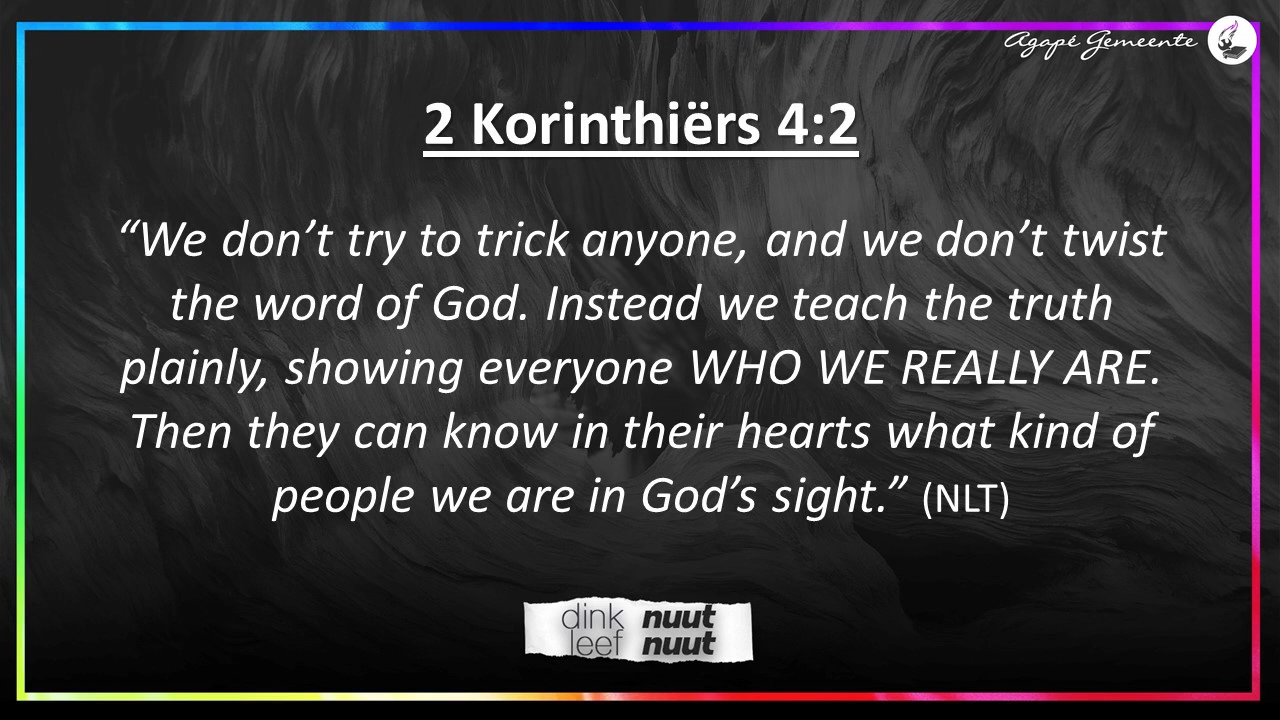 Agapé Gemeente
2 Korinthiërs 4:2
“We don’t try to trick anyone, and we don’t twist
the word of God. Instead we teach the truth
plainly, showing everyone WHO WE REALLY ARE.
Then they can know in their hearts what kind of
people we are in God’s sight.” (NLT)
dink nuut
leef nuut